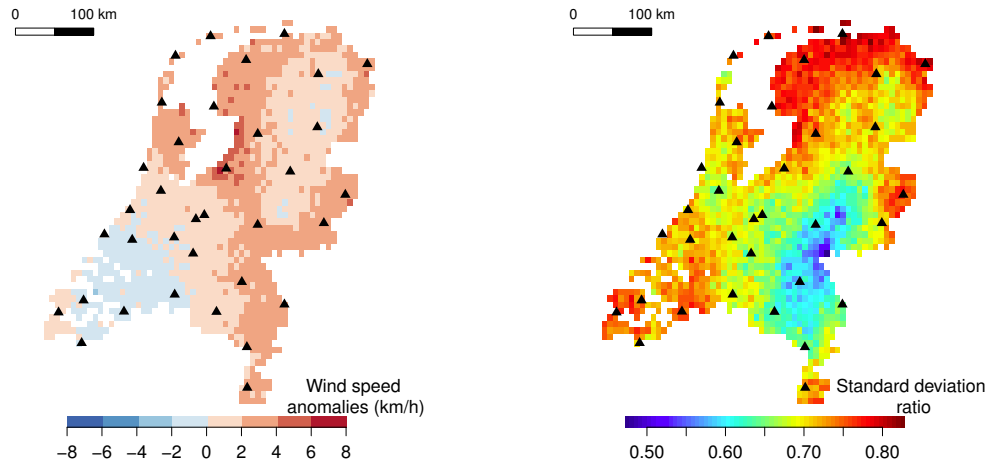 0 100 km
0 100 km
Wind speed
anomalies (km/h)
−8 −6 −4 −2 0 2 4 6 8
Standard deviation
ratio
0.50 0.60 0.70 0.80